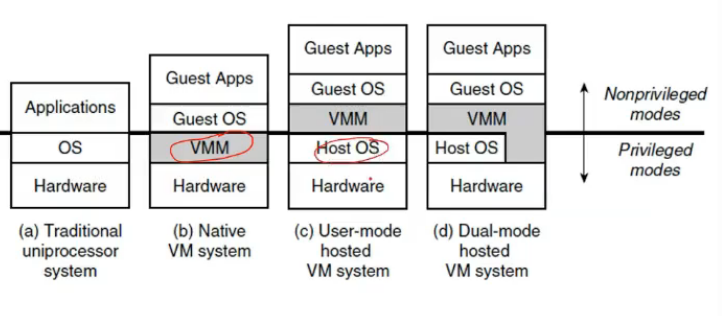 Applications
OS
Hardware
(a) Traditional
uniprocessor
system
Guest Apps
Guest OS
VMM
Hardware
(b) Native
VM system
Guest Apps
Guest OS
VMM
Host OS
Hardware
(c) User-mode
hosted
VM system
Guest Apps
Guest OS
VMM
Host OS
Hardware
(d) Dual-mode
hosted
VM system
Nonprivileged
modes
Privileged
modes